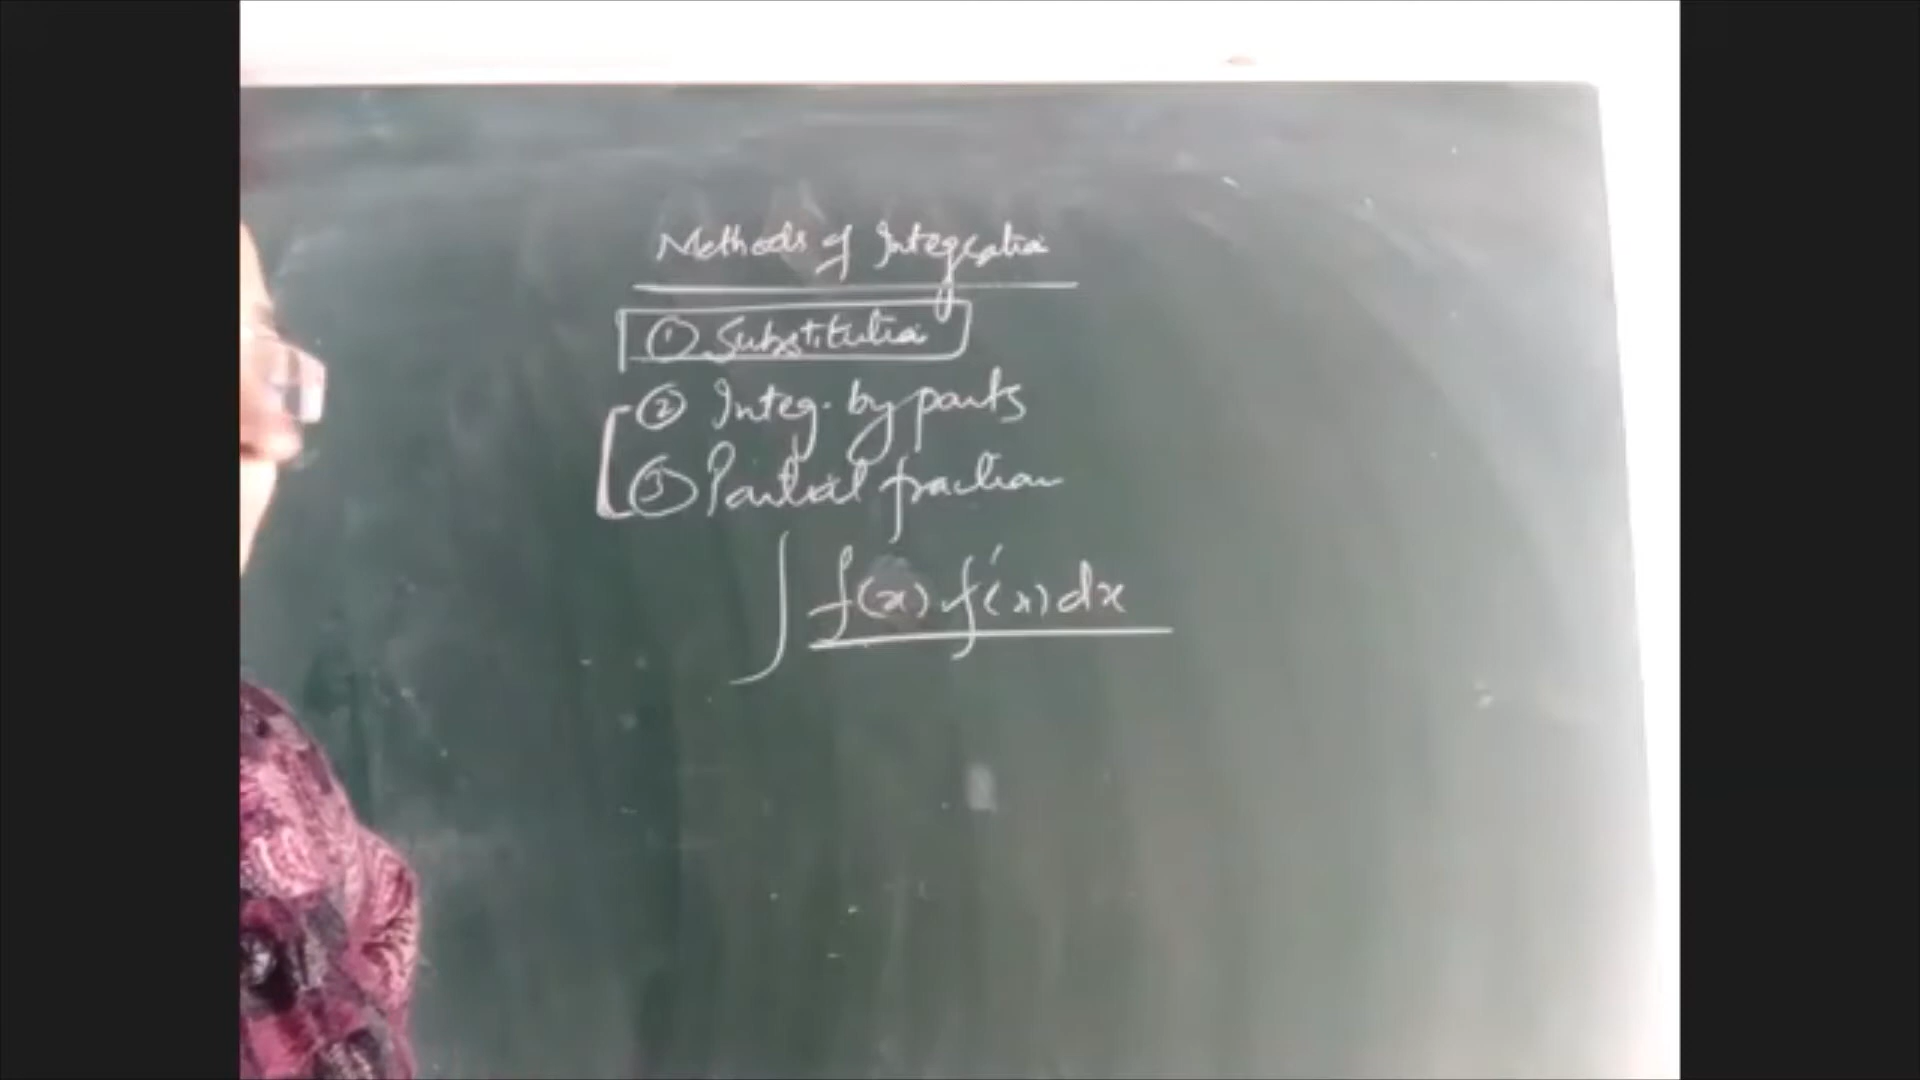 Methods of Integration
① Substitution
② Integ. by parts
③ Partial fraction
∫ f(x) f'(x) dx